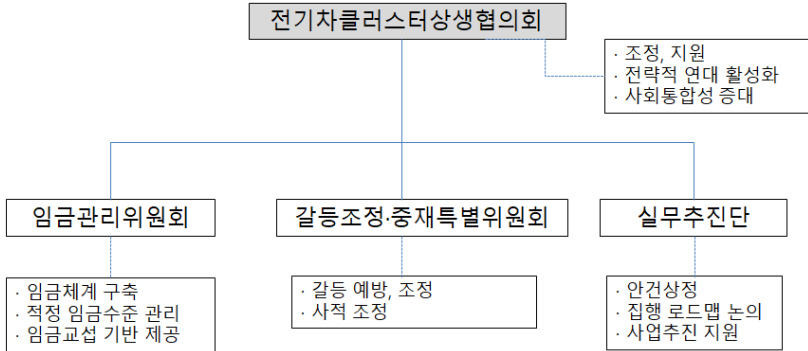 전기차클러스터상생협의회
· 조정, 지원
· 전략적 연대 활성화
· 사회통합성 증대
임금관리위원회
갈등조정·중재특별위원회
실무추진단
· 임금체계 구축
· 적정 임금수준 관리
· 임금교섭 기반 제공
· 갈등 예방, 조정
· 사적 조정
· 안건상정
· 집행 로드맵 논의
· 사업추진 지원